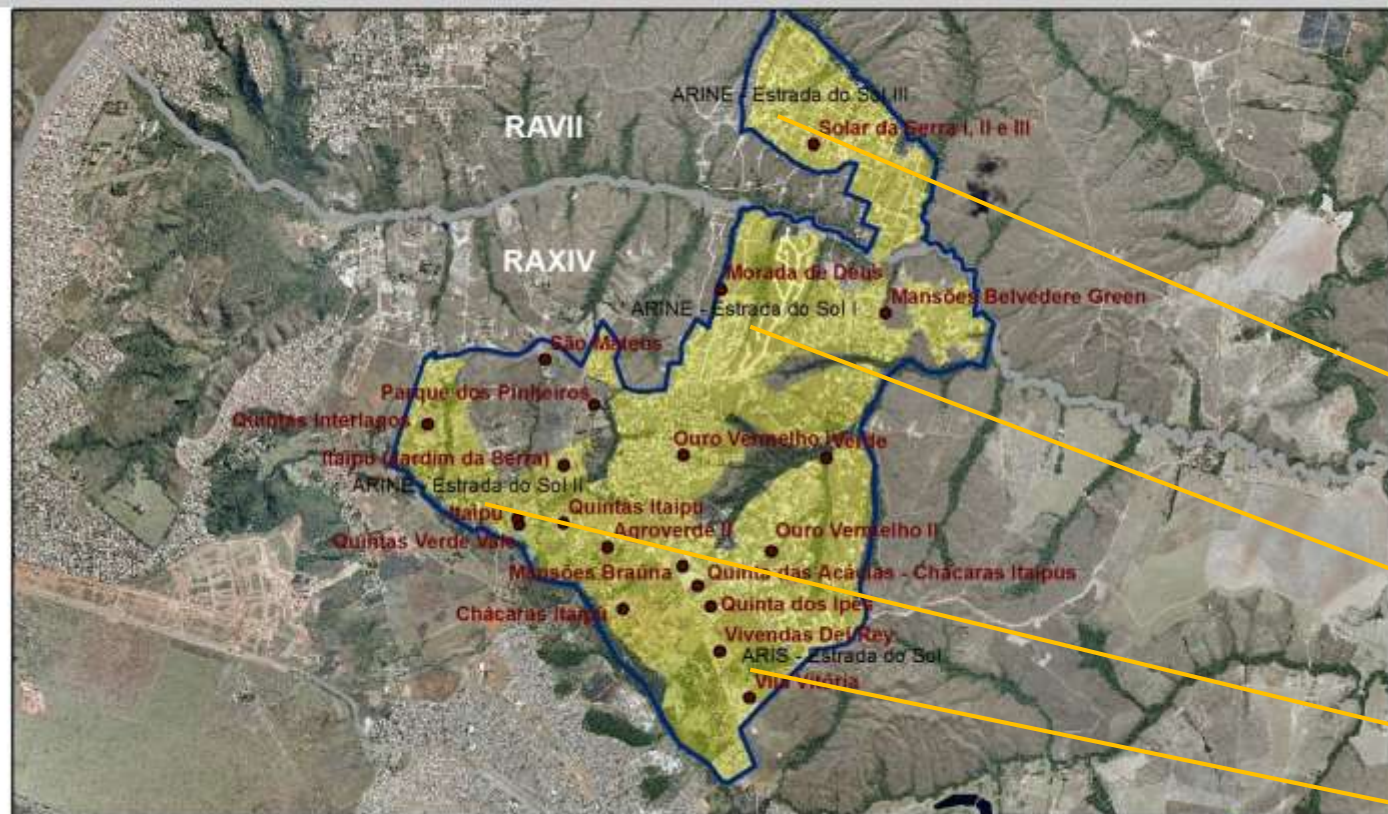 ARINE - Estrada do Sol III
RAVII
Solar da Serra I, II e III
RAXIV
Morada de Deus
Mansões Belvedere Green
ARINE - Estrada do Sol I
São Mateus
Parque dos Pinheiros
Quintas Interlagos
Ouro Vermelho I
Verde
Itaipu (Jardim da Serra)
ARINE - Estrada do Sol II
Itaipu
Quintas Itaipu
Agroverde II
Quintas Verde Vale
Ouro Vermelho II
Mansões Braúna
Quinta das Acácias - Chácaras Itaipus
Quinta dos Ipês
Chácaras Itaipú
Vivendas Del Rey
ARIS - Estrada do Sol
Vila Vitória